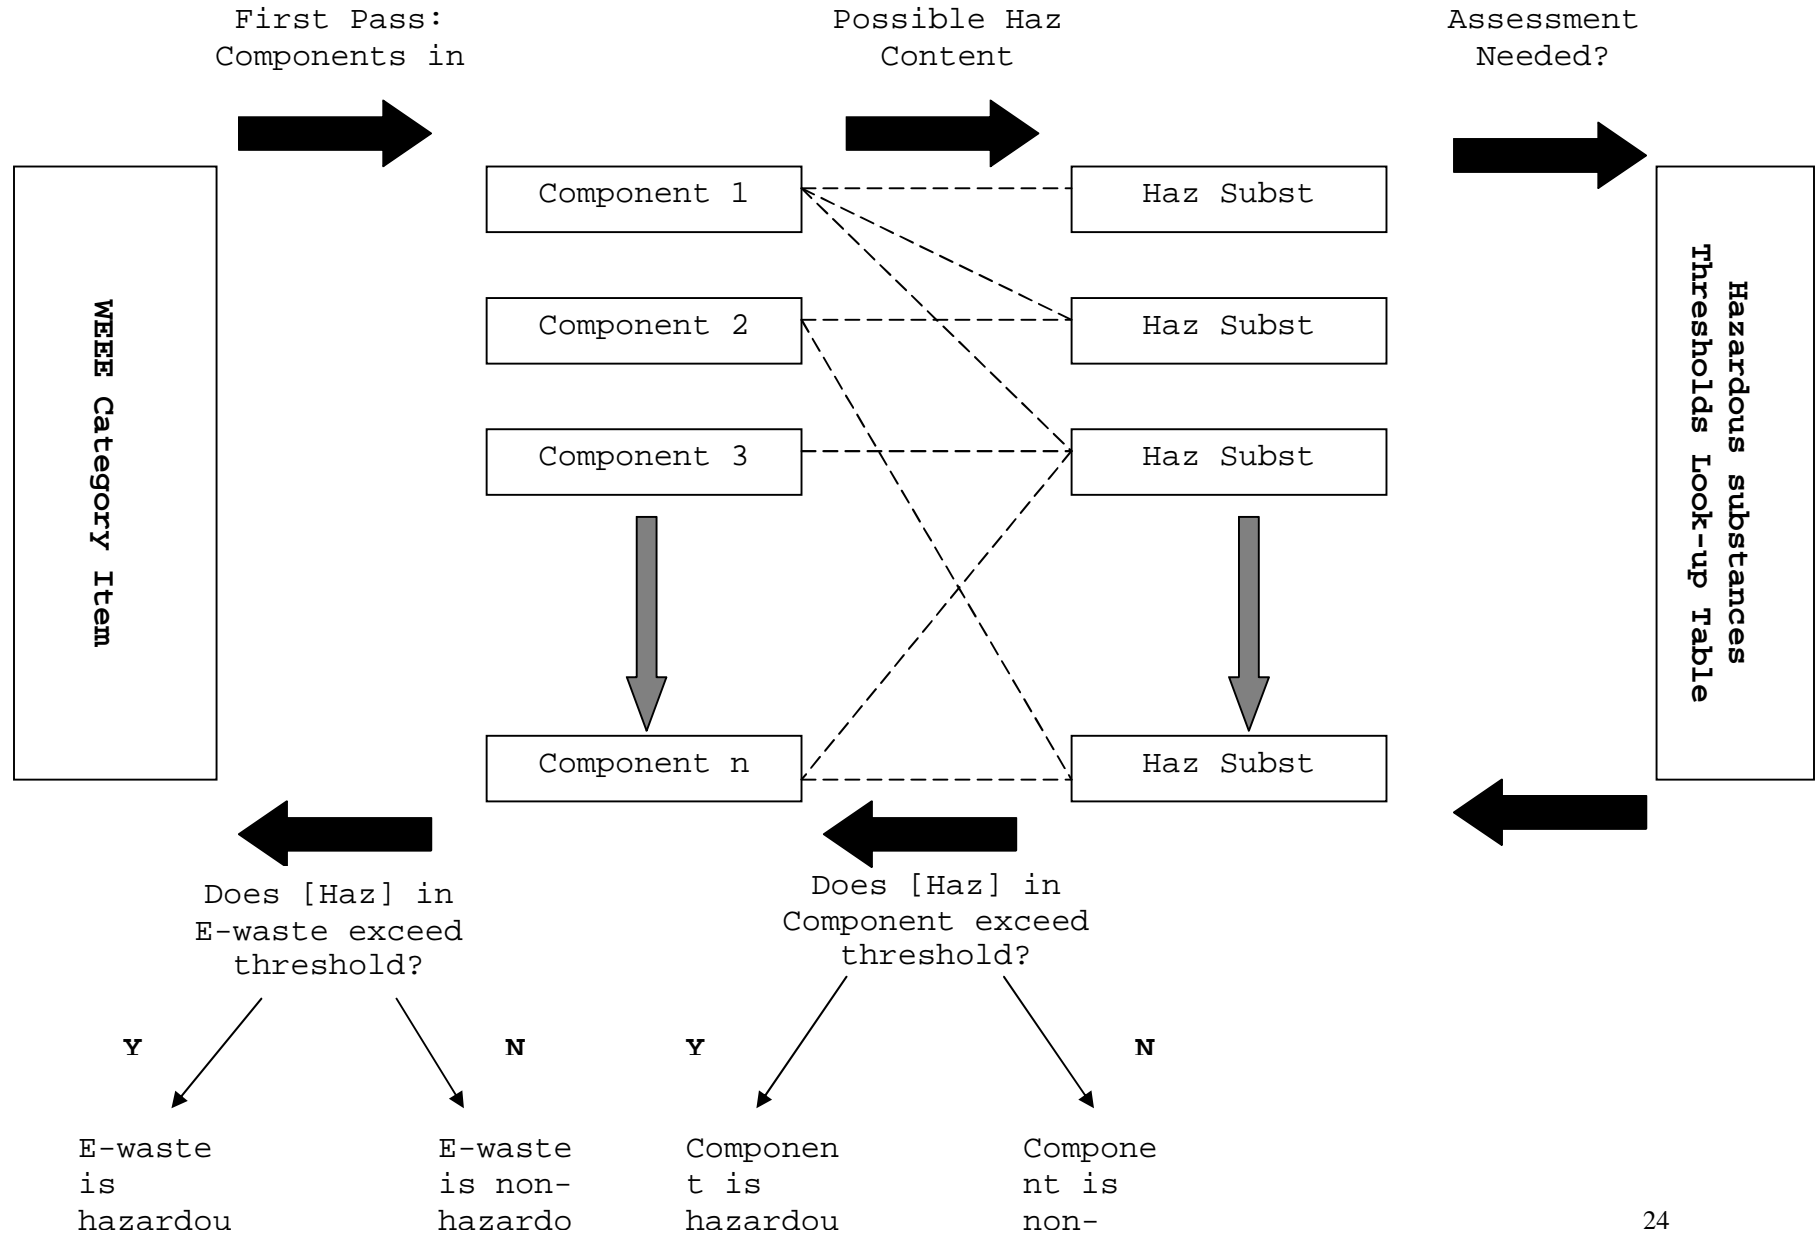 First Pass:
Components in
Possible Haz
Content
Assessment
Needed?
WEEE Category Item
Component 1
Component 2
Component 3
Component n
Haz Subst
Haz Subst
Haz Subst
Haz Subst
Hazardous substances
Thresholds Look-up Table
Does [Haz] in
E-waste exceed
threshold?
Y
N
E-waste
is
hazardou
E-waste
is non-
hazardo
Does [Haz] in
Component exceed
threshold?
Y
N
Componen
t is
hazardou
Compone
nt is
non-
24